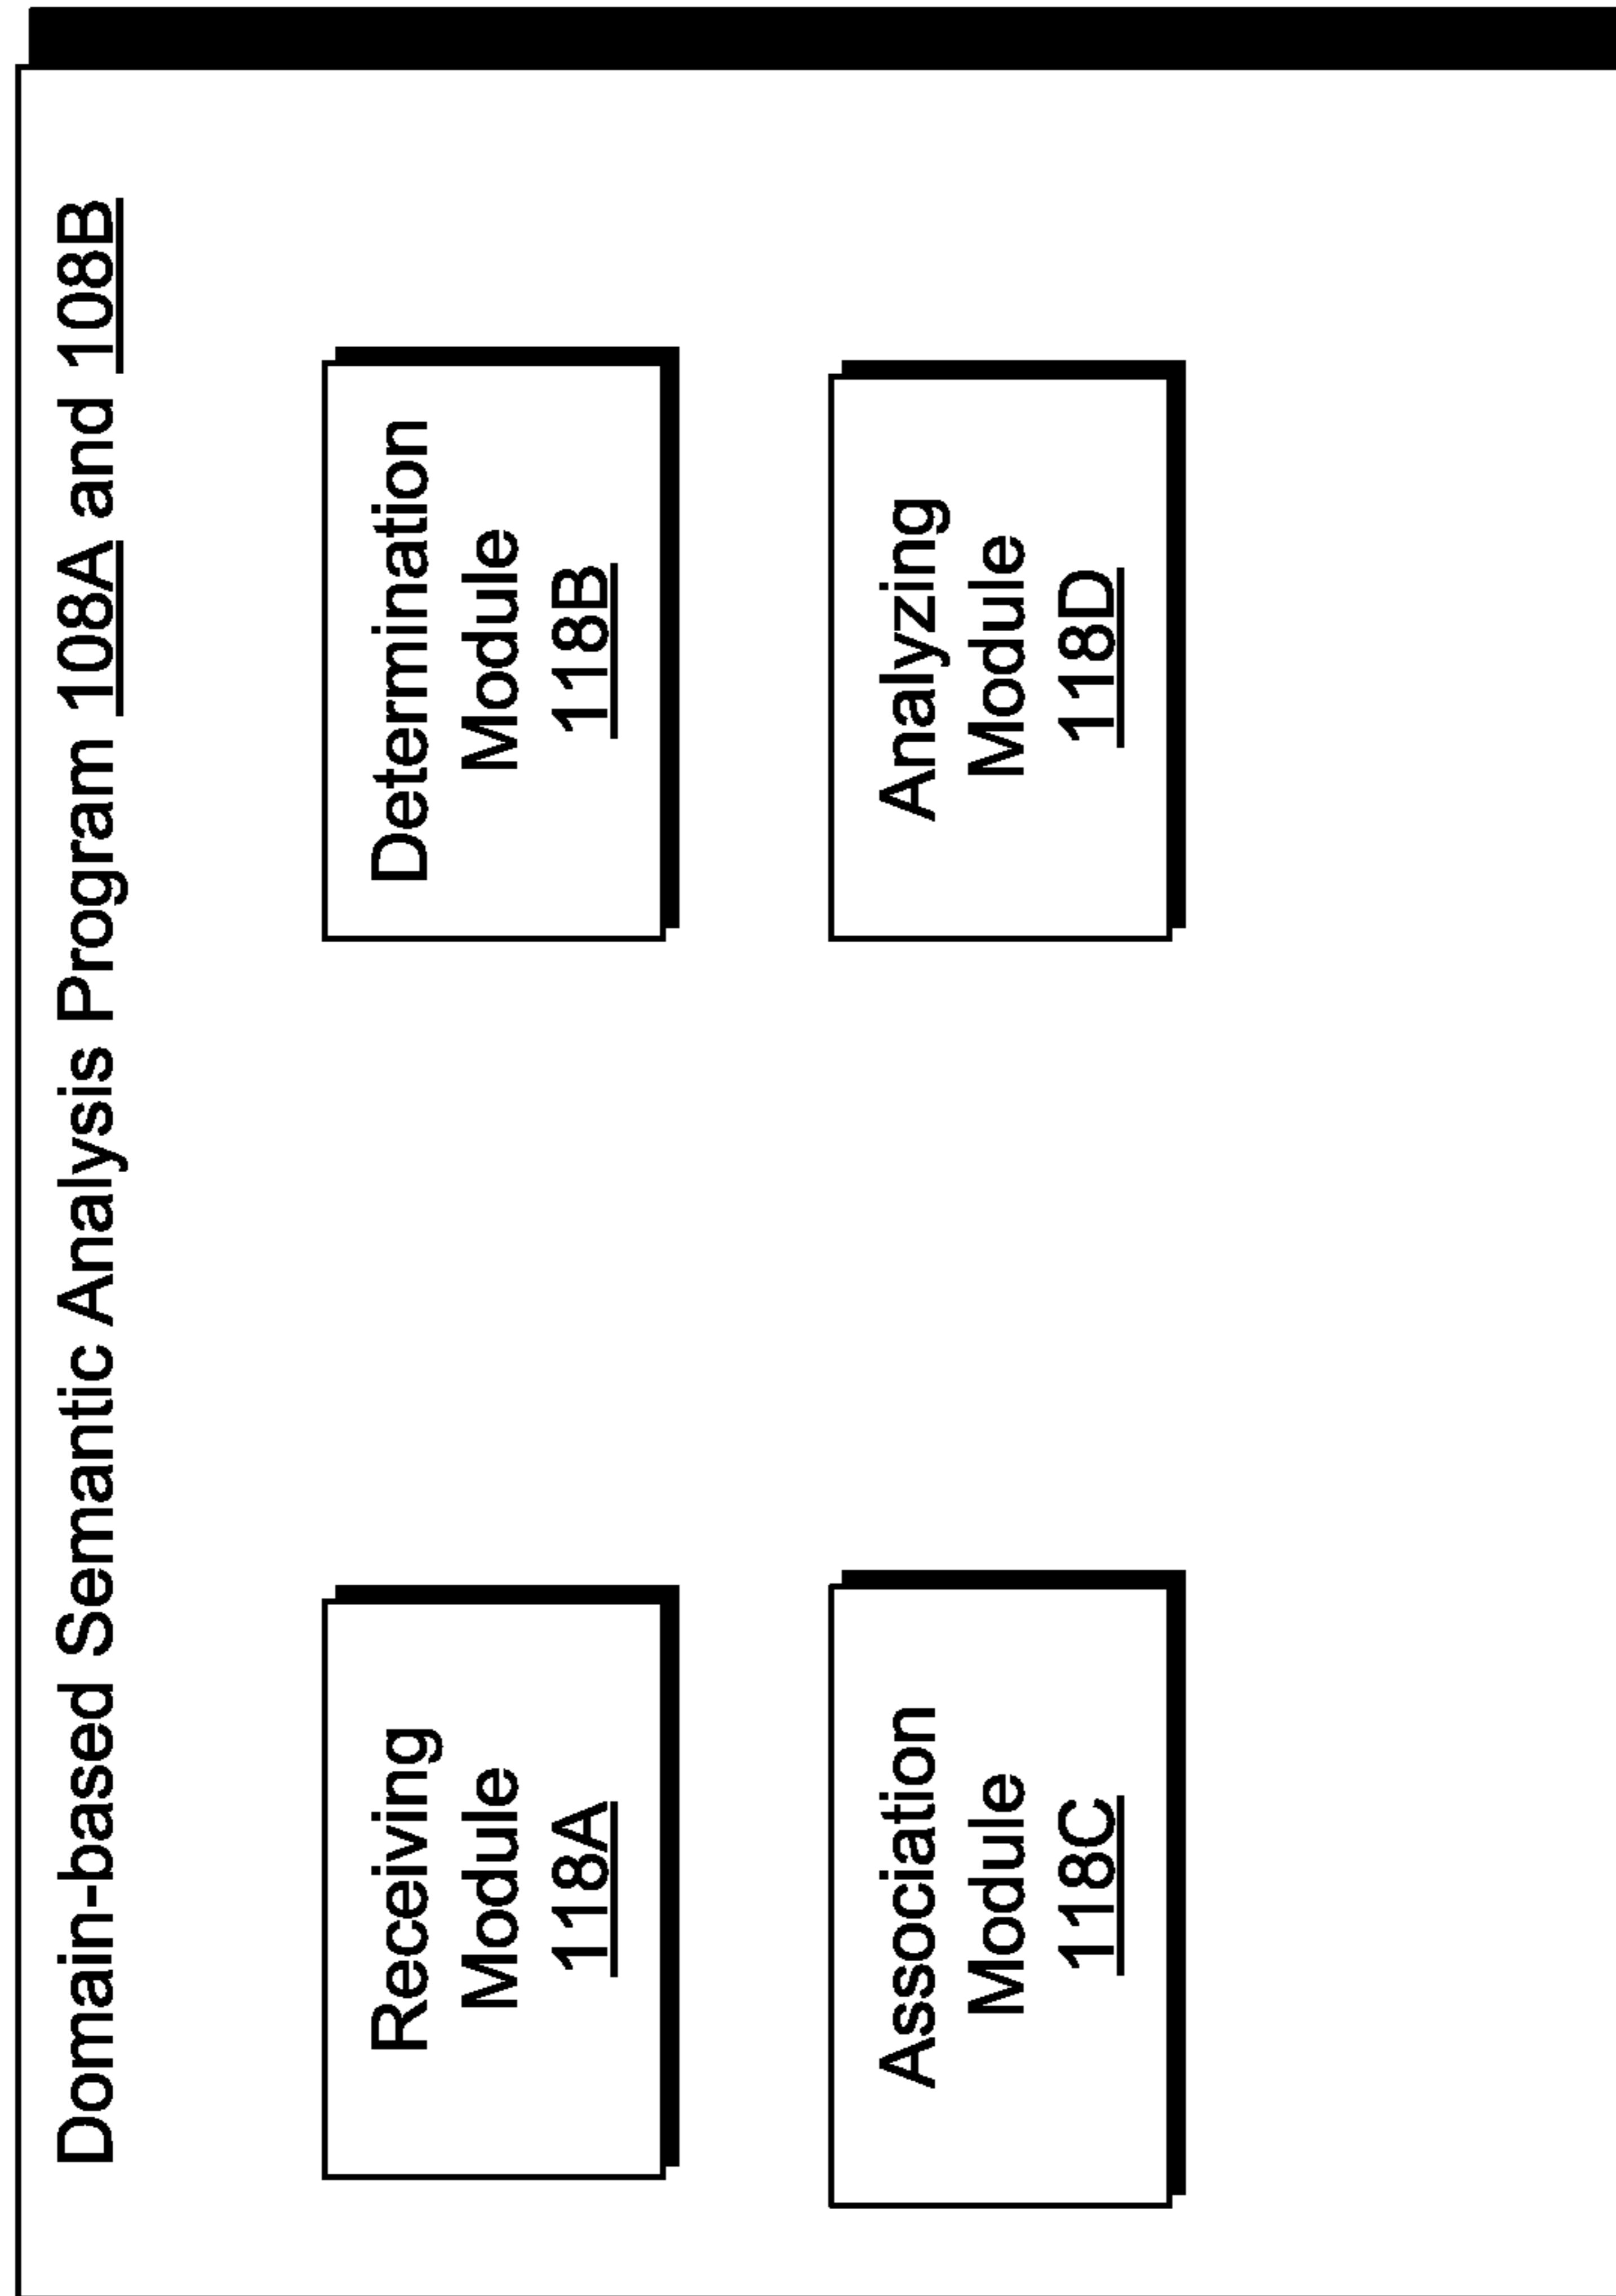 Domain-based Semantic Analysis Program 108A and 108B
Receiving
Module
118A
Determination
Module
118B
Association
Module
118C
Analyzing
Module
118D